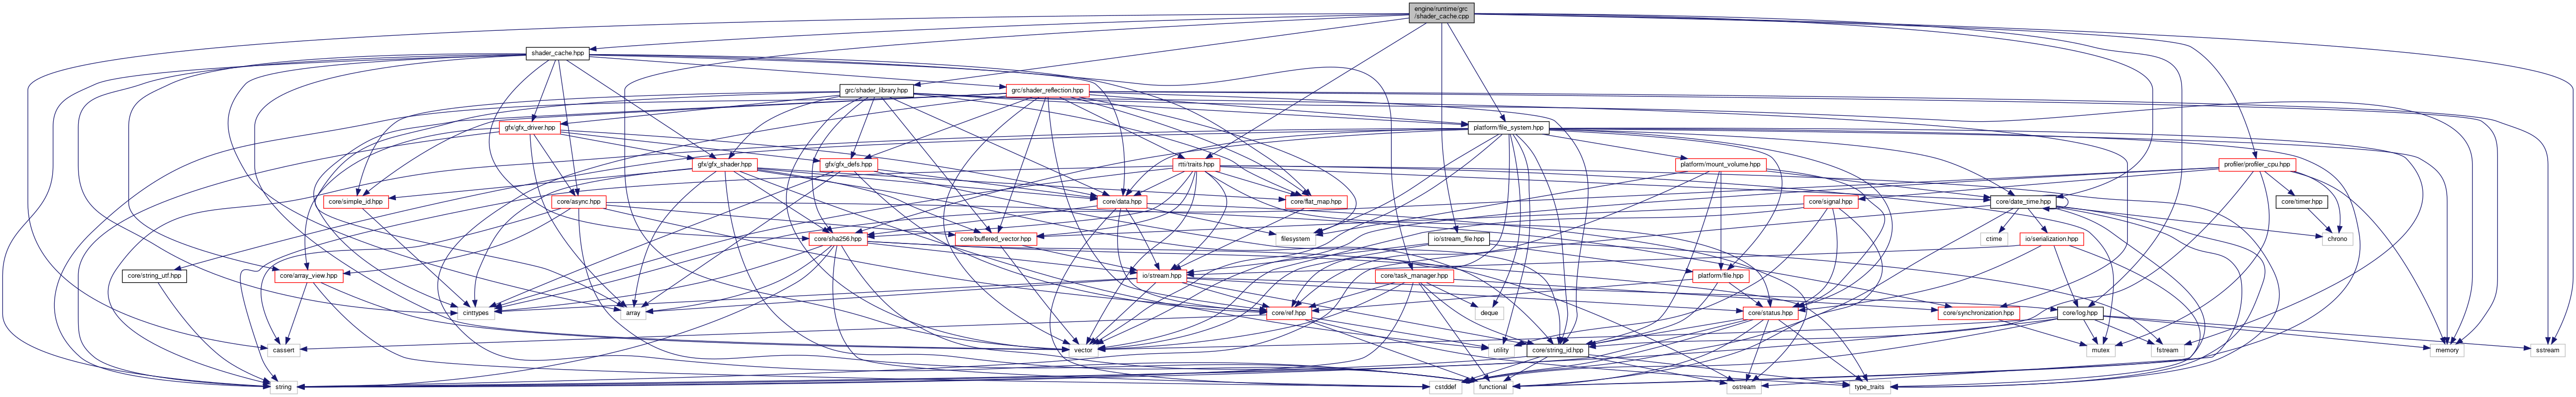 engine/runtime/grc
/shader_cache.cpp
shader_cache.hpp
grc/shader_library.hpp
grc/shader_reflection.hpp
gfx/gfx_driver.hpp
platform/file_system.hpp
gfx/gfx_shader.hpp
gfx/gfx_defs.hpp
rtti/traits.hpp
platform/mount_volume.hpp
profiler/profiler_cpu.hpp
core/simple_id.hpp
core/async.hpp
core/data.hpp
core/flat_map.hpp
core/signal.hpp
core/date_time.hpp
core/timer.hpp
core/sha256.hpp
core/buffered_vector.hpp
filesystem
io/stream_file.hpp
ctime
io/serialization.hpp
chrono
core/string_utf.hpp
core/array_view.hpp
io/stream.hpp
core/task_manager.hpp
platform/file.hpp
cinttypes
array
core/ref.hpp
deque
core/status.hpp
core/synchronization.hpp
core/log.hpp
cassert
vector
utility
core/string_id.hpp
mutex
fstream
memory
sstream
string
cstddef
functional
ostream
type_traits